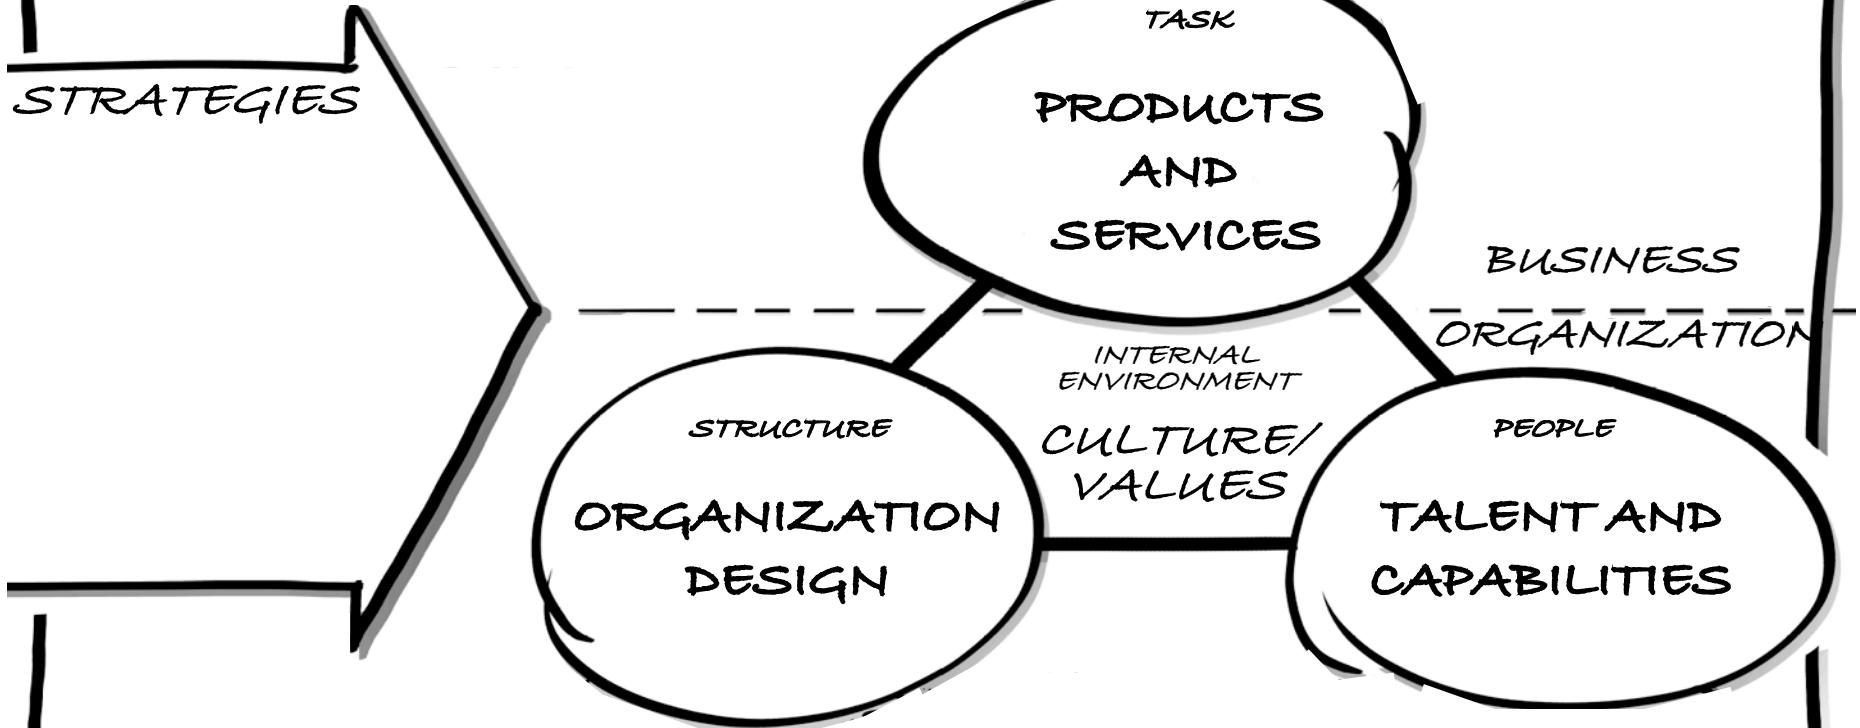 STRATEGIES
TASK
PRODUCTS
AND
SERVICES
BUSINESS
ORGANIZATION
INTERNAL
ENVIRONMENT
CULTURE/
VALUES
STRUCTURE
ORGANIZATION
DESIGN
PEOPLE
TALENT AND
CAPABILITIES